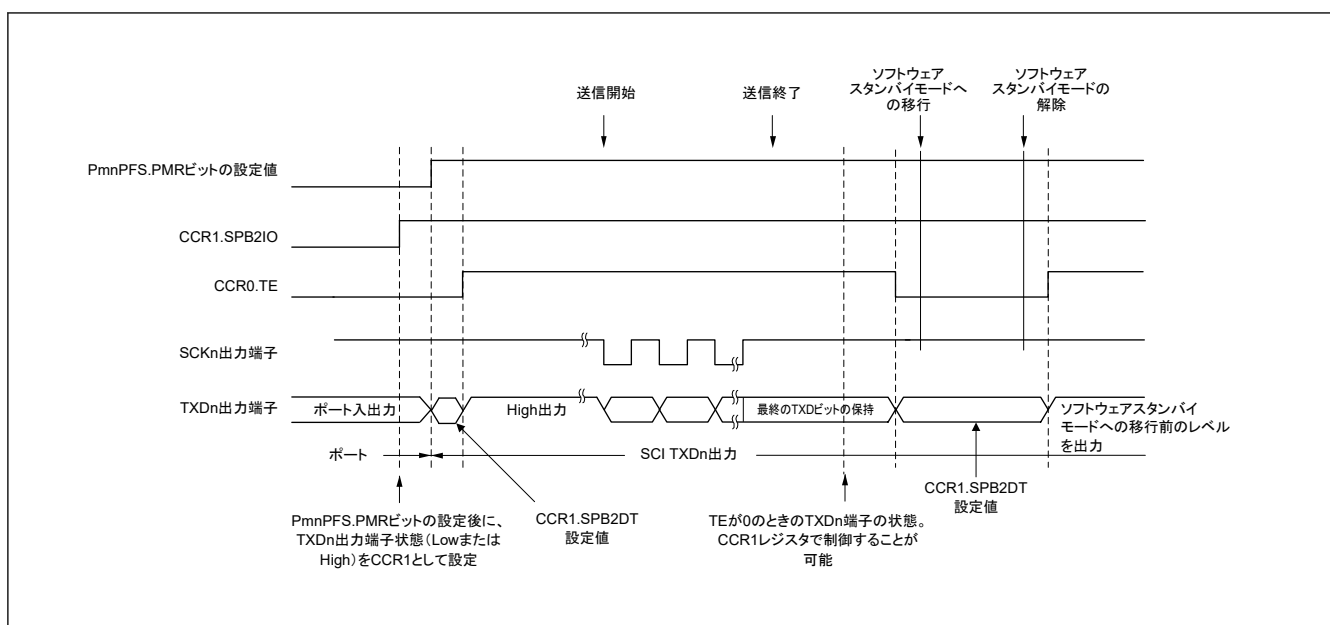 送信開始
送信終了
ソフトウェア
スタンバイモードへ
の移行
ソフトウェア
スタンバイモードの
解除
PmnPFS.PMRビットの設定値
CCR1.SPB2IO
CCR0.TE
SCKn出力端子
TXDn出力端子
ポート入出力
High出力
最終のTXDビットの保持
ソフトウェアスタンバイ
モードへの移行前のレベル
を出力
ポート
SCI TXDn出力
CCR1.SPB2DT
設定値
PmnPFS.PMRビットの設定後に、
TXDn出力端子状態(Lowまたは
High)をCCR1として設定
CCR1.SPB2DT
設定値
TEが0のときのTXDn端子の状態。
CCR1レジスタで制御することが
可能